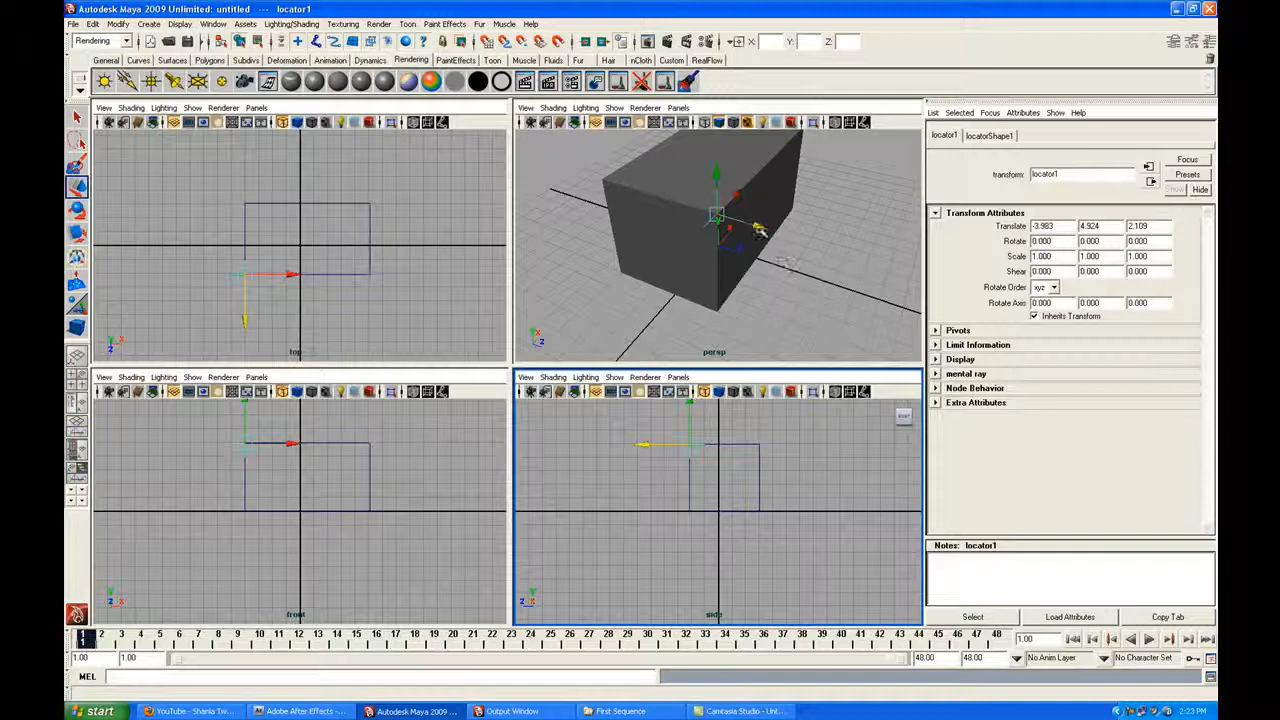 Autodesk Maya 2009 Unlimited: untitled --- locator1
File Edit Modify Create Display Window Assets Lighting/Shading Texturing Render Toon Paint Effects Fur Muscle Help
Rendering X: Y: Z:
General Curves Surfaces Polygons Subdivs Deformation Animation Dynamics Rendering PaintEffects Toon Muscle Fluids Fur Hair nCloth Custom RealFlow
View Shading Lighting Show Renderer Panels
View Shading Lighting Show Renderer Panels
List Selected Focus Attributes Show Help
locator1 locatorShape1
transform: locator1
Focus
Presets
Show Hide
Transform Attributes
Translate -3.983 4.924 2.109
Rotate 0.000 0.000 0.000
Scale 1.000 1.000 1.000
Shear 0.000 0.000 0.000
Rotate Order xyz
Rotate Axis 0.000 0.000 0.000
Inherits Transform
Pivots
Limit Information
Display
mental ray
Node Behavior
Extra Attributes
top
persp
View Shading Lighting Show Renderer Panels
View Shading Lighting Show Renderer Panels
front
side
Notes: locator1
Select Load Attributes Copy Tab
1 2 3 4 5 6 7 8 9 10 11 12 13 14 15 16 17 18 19 20 21 22 23 24 25 26 27 28 29 30 31 32 33 34 35 36 37 38 39 40 41 42 43 44 45 46 47 48
1.00
1.00 1.00 48.00 48.00 No Anim Layer No Character Set
MEL
start YouTube - Shania Tw... Adobe After Effects -... Autodesk Maya 2009 ... Output Window First Sequence Camtasia Studio - Unt... 2:23 PM